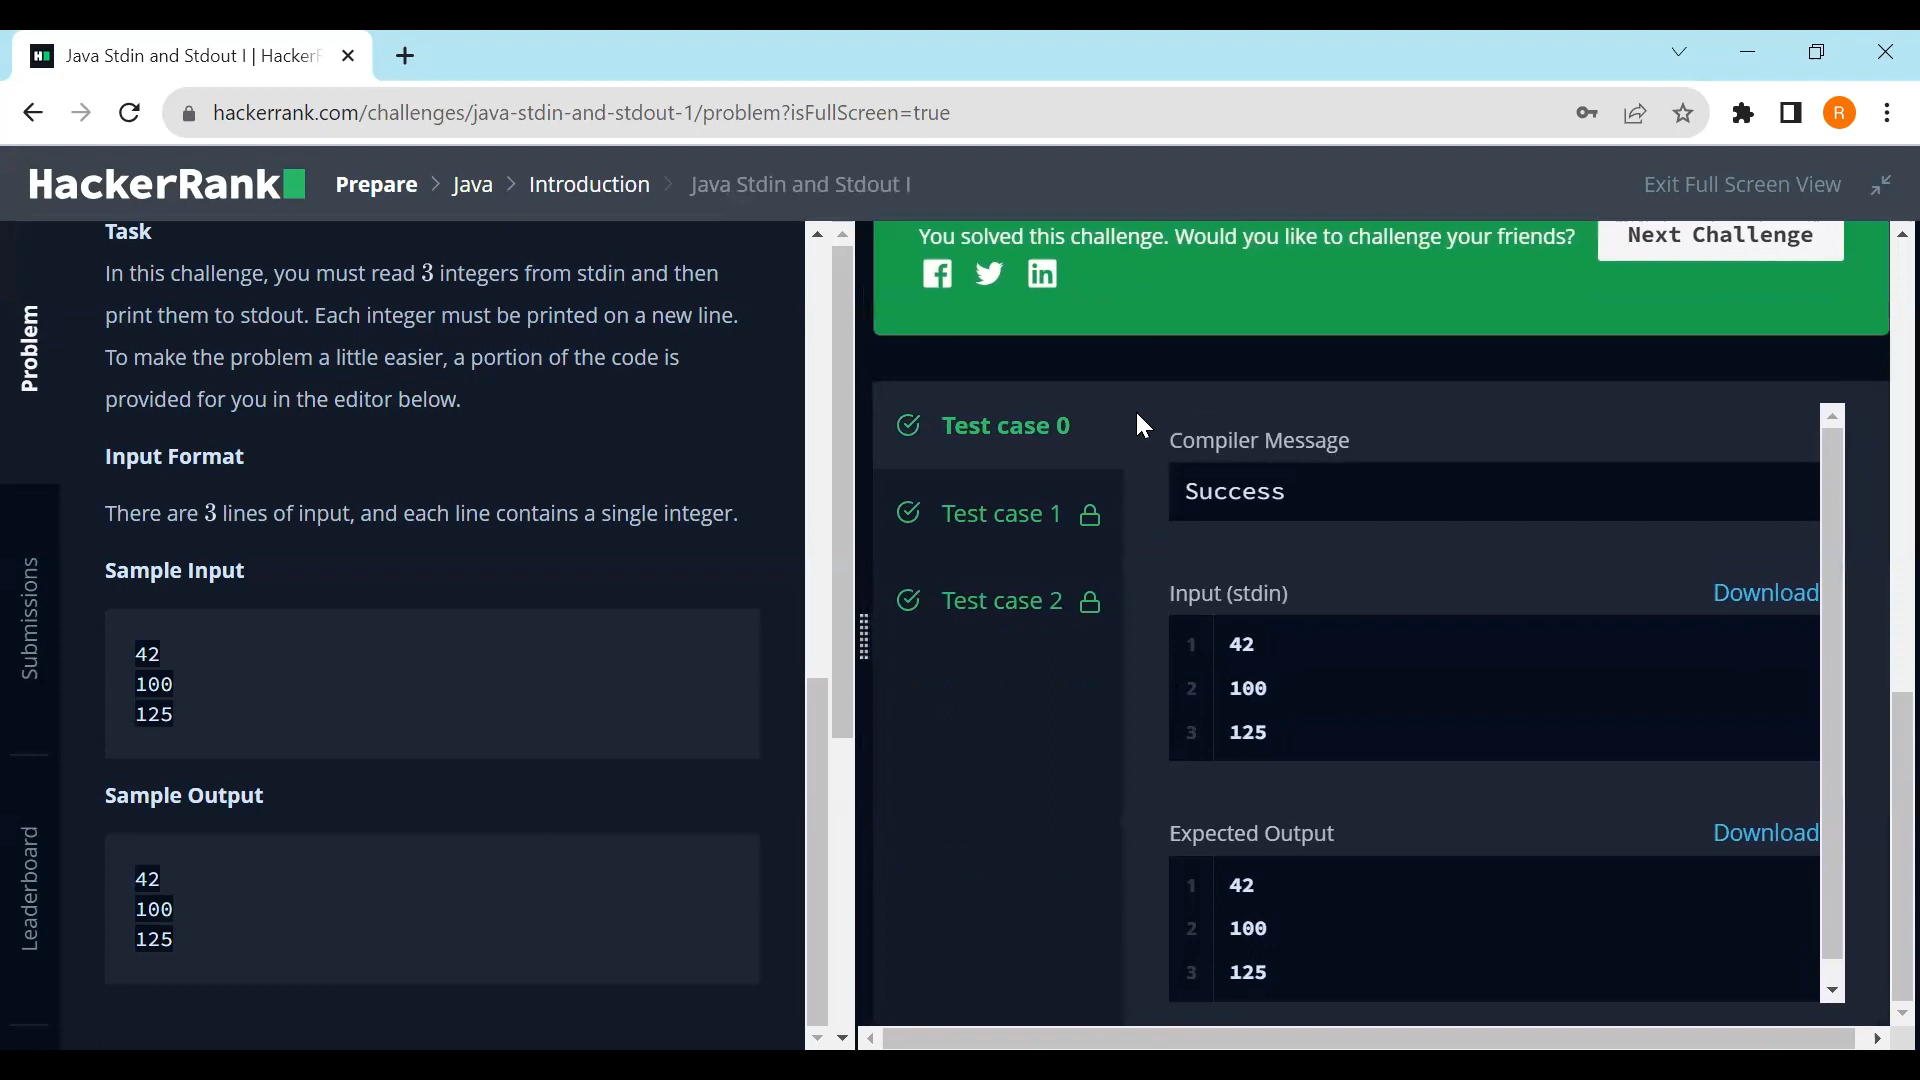 Java Stdin and Stdout I | HackerR
hackerrank.com/challenges/java-stdin-and-stdout-1/problem?isFullScreen=true
R
HackerRank
Prepare > Java > Introduction > Java Stdin and Stdout I
Exit Full Screen View
Problem
Submissions
Leaderboard
Task
In this challenge, you must read 3 integers from stdin and then
print them to stdout. Each integer must be printed on a new line.
To make the problem a little easier, a portion of the code is
provided for you in the editor below.
Input Format
There are 3 lines of input, and each line contains a single integer.
Sample Input
42
100
125
Sample Output
42
100
125
You solved this challenge. Would you like to challenge your friends?
Next Challenge
Test case 0
Test case 1
Test case 2
Compiler Message
Success
Input (stdin)
Download
1 42
2 100
3 125
Expected Output
Download
1 42
2 100
3 125